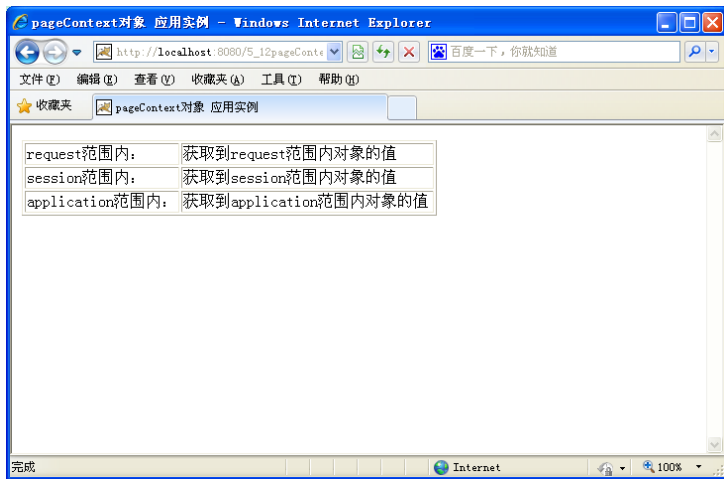 pageContext对象 应用实例 - Windows Internet Explorer
http://localhost:8080/5_12pageConte
百度一下，你就知道
文件(F) 编辑(E) 查看(V) 收藏夹(A) 工具(T) 帮助(H)
收藏夹 pageContext对象 应用实例
request范围内： 获取到request范围内对象的值
session范围内： 获取到session范围内对象的值
application范围内： 获取到application范围内对象的值
完成 Internet 100%